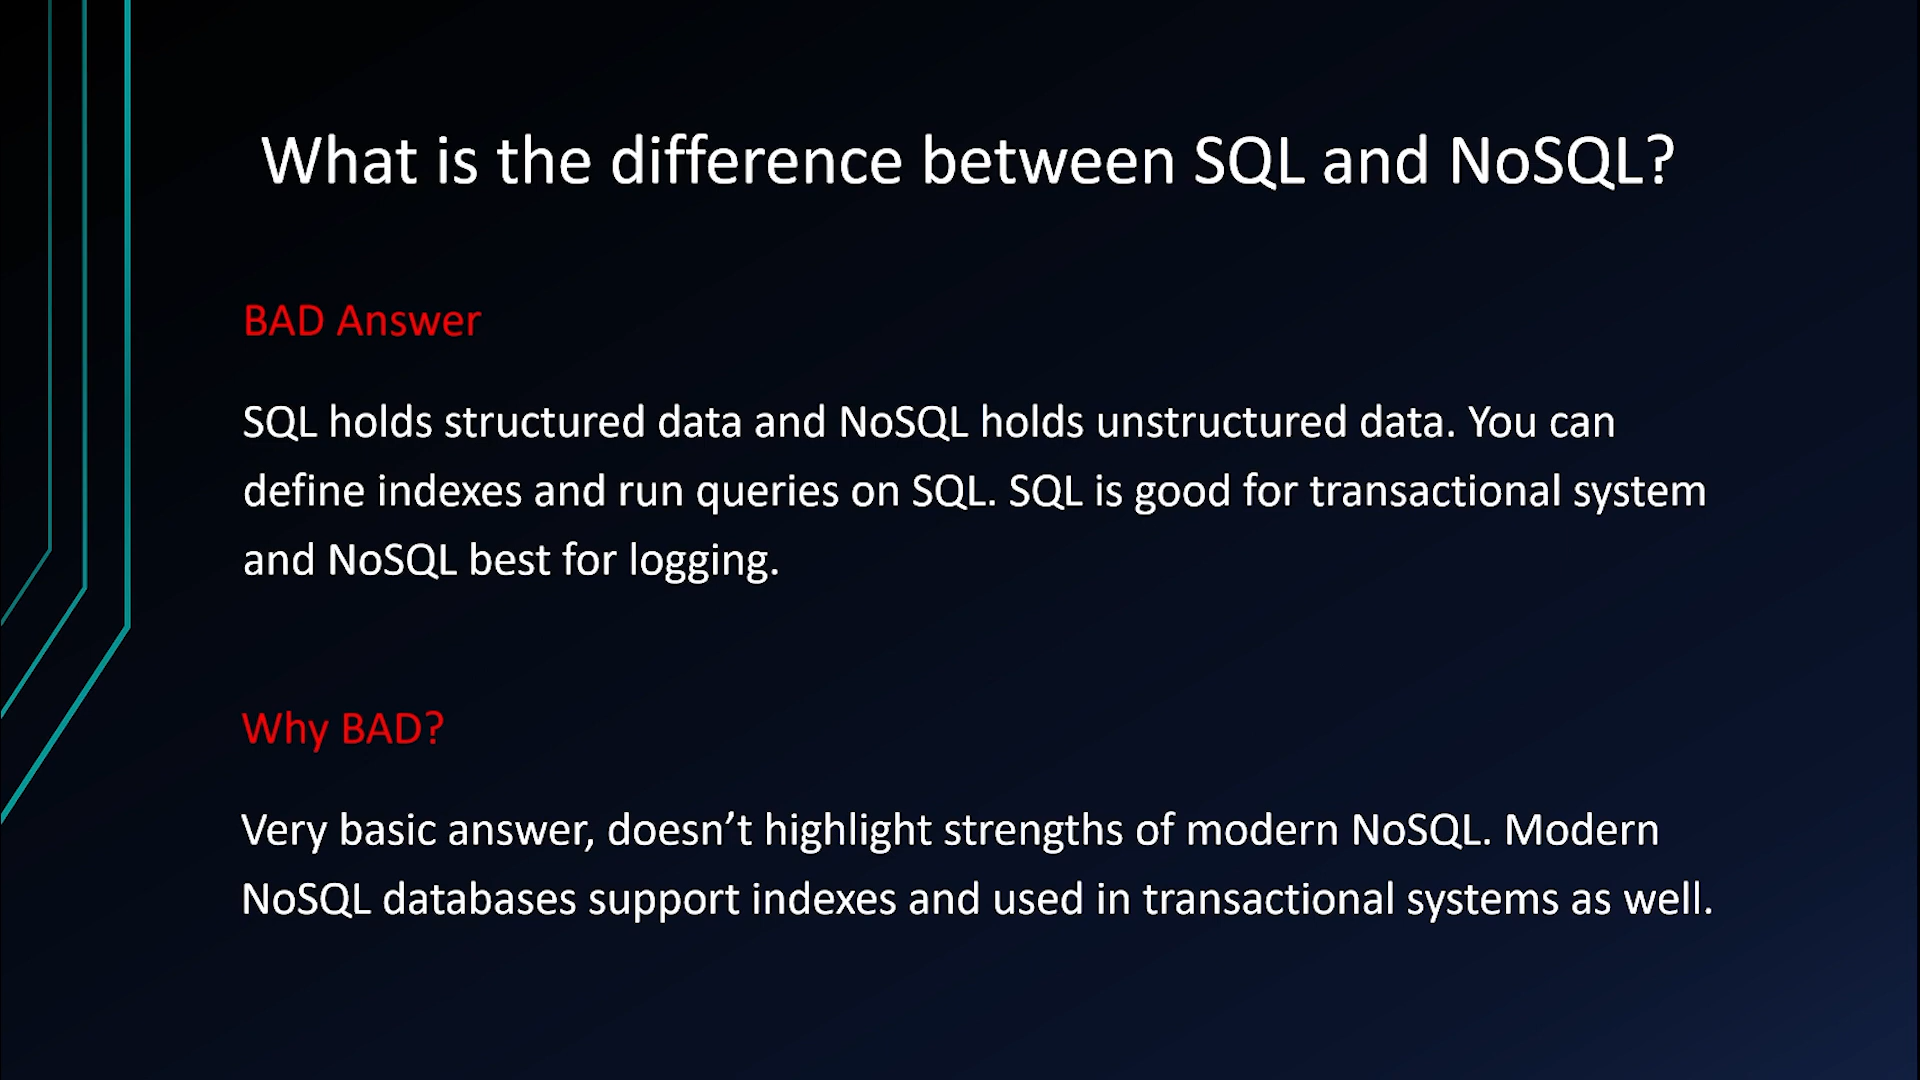 What is the difference between SQL and NoSQL?
BAD Answer
SQL holds structured data and NoSQL holds unstructured data. You can
define indexes and run queries on SQL. SQL is good for transactional system
and NoSQL best for logging.
Why BAD?
Very basic answer, doesn’t highlight strengths of modern NoSQL. Modern
NoSQL databases support indexes and used in transactional systems as well.